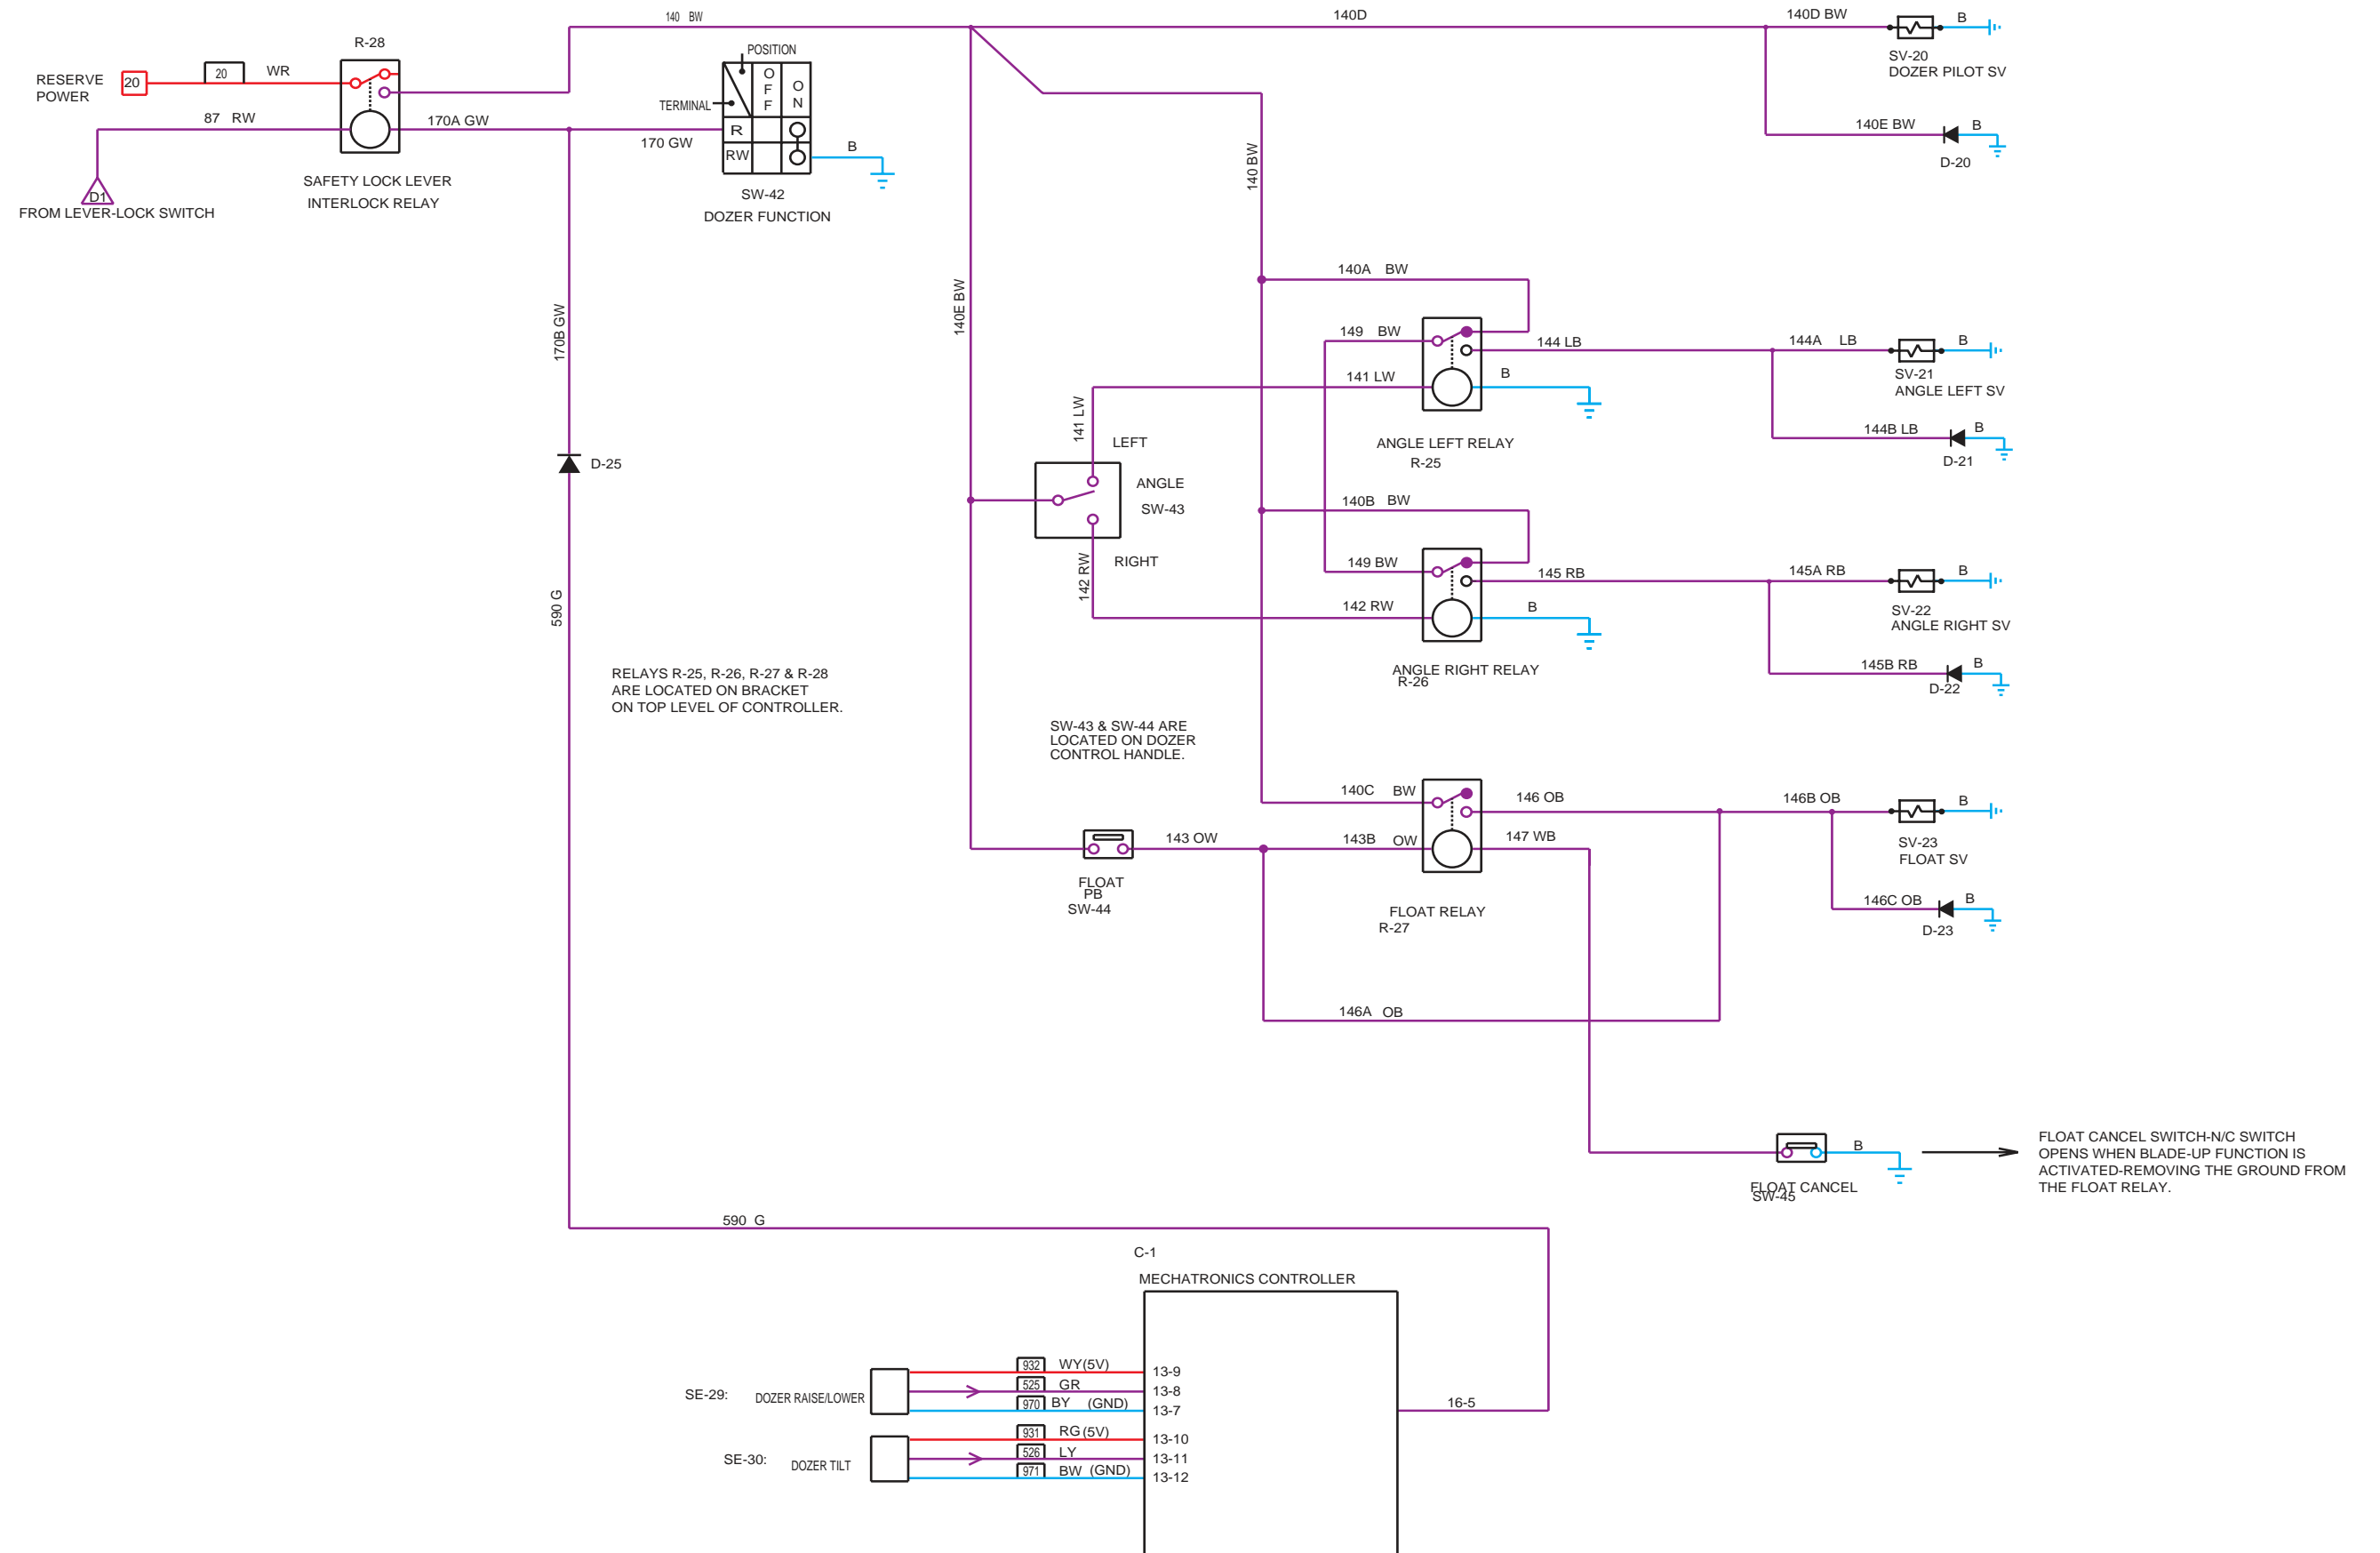 140 BW
140D
140D BW
B
SV-20
DOZER PILOT SV
140E BW
B
D-20
R-28
RESERVE
POWER
20
20
WR
87 RW
170A GW
D1
FROM LEVER-LOCK SWITCH
SAFETY LOCK LEVER
INTERLOCK RELAY
POSITION
TERMINAL
OFF
ON
R
RW
170 GW
B
SW-42
DOZER FUNCTION
140 BW
140E BW
170B GW
140A BW
149 BW
144 LB
144A LB
B
SV-21
ANGLE LEFT SV
141 LW
B
141 LW
LEFT
144B LB
B
D-21
ANGLE LEFT RELAY
R-25
D-25
ANGLE
SW-43
RIGHT
140B BW
149 BW
145 RB
145A RB
B
SV-22
ANGLE RIGHT SV
142 RW
142 RW
B
590 G
145B RB
B
D-22
ANGLE RIGHT RELAY
R-26
RELAYS R-25, R-26, R-27 & R-28
ARE LOCATED ON BRACKET
ON TOP LEVEL OF CONTROLLER.
SW-43 & SW-44 ARE
LOCATED ON DOZER
CONTROL HANDLE.
140C BW
146 OB
146B OB
B
SV-23
FLOAT SV
143 OW
143B OW
147 WB
FLOAT
PB
SW-44
FLOAT RELAY
R-27
146C OB
B
D-23
146A OB
B
FLOAT CANCEL
SW-45
FLOAT CANCEL SWITCH-N/C SWITCH
OPENS WHEN BLADE-UP FUNCTION IS
ACTIVATED-REMOVING THE GROUND FROM
THE FLOAT RELAY.
590 G
C-1
MECHATRONICS CONTROLLER
SE-29: DOZER RAISE/LOWER
932 WY(5V) 13-9
525 GR 13-8
970 BY (GND) 13-7
16-5
SE-30: DOZER TILT
931 RG(5V) 13-10
526 LY 13-11
971 BW (GND) 13-12